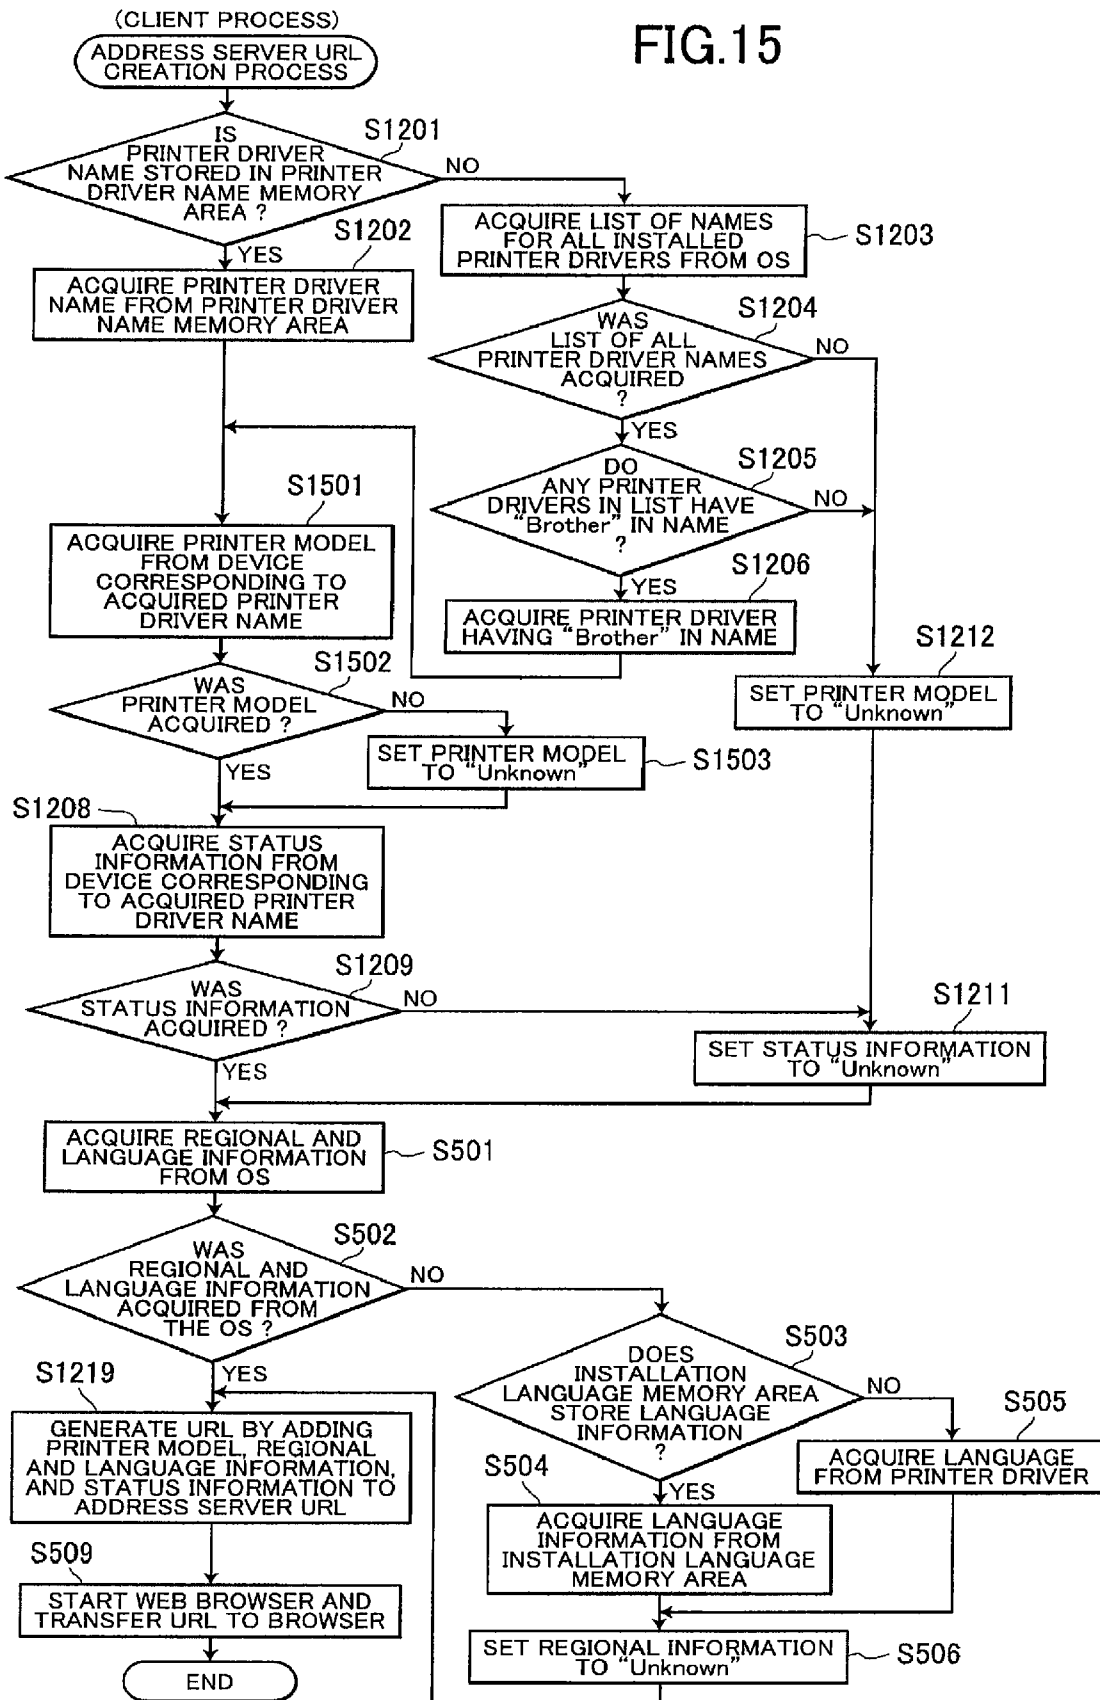 (CLIENT PROCESS)
FIG.15
ADDRESS SERVER URL
CREATION PROCESS
S1201
IS
PRINTER DRIVER
NAME STORED IN PRINTER
DRIVER NAME MEMORY
AREA ?
NO
YES
S1202
ACQUIRE PRINTER DRIVER
NAME FROM PRINTER DRIVER
NAME MEMORY AREA
ACQUIRE LIST OF NAMES
FOR ALL INSTALLED
PRINTER DRIVERS FROM OS
S1203
S1204
WAS
LIST OF ALL
PRINTER DRIVER NAMES
ACQUIRED
?
NO
YES
S1205
DO
ANY PRINTER
DRIVERS IN LIST HAVE
“Brother” IN NAME
?
NO
YES
S1206
ACQUIRE PRINTER DRIVER
HAVING “Brother” IN NAME
S1501
ACQUIRE PRINTER MODEL
FROM DEVICE
CORRESPONDING TO
ACQUIRED PRINTER
DRIVER NAME
S1502
WAS
PRINTER MODEL
ACQUIRED ?
NO
YES
SET PRINTER MODEL
TO “Unknown”
S1503
S1212
SET PRINTER MODEL
TO “Unknown”
S1208
ACQUIRE STATUS
INFORMATION FROM
DEVICE CORRESPONDING
TO ACQUIRED PRINTER
DRIVER NAME
S1209
WAS
STATUS INFORMATION
ACQUIRED ?
NO
YES
S1211
SET STATUS INFORMATION
TO “Unknown”
ACQUIRE REGIONAL AND
LANGUAGE INFORMATION
FROM OS
S501
S502
WAS
REGIONAL AND
LANGUAGE INFORMATION
ACQUIRED FROM
THE OS ?
NO
YES
S503
DOES
INSTALLATION
LANGUAGE MEMORY AREA
STORE LANGUAGE
INFORMATION
?
NO
YES
S505
ACQUIRE LANGUAGE
FROM PRINTER DRIVER
S504
ACQUIRE LANGUAGE
INFORMATION FROM
INSTALLATION LANGUAGE
MEMORY AREA
SET REGIONAL INFORMATION
TO “Unknown”
S506
S1219
GENERATE URL BY ADDING
PRINTER MODEL, REGIONAL
AND LANGUAGE INFORMATION,
AND STATUS INFORMATION TO
ADDRESS SERVER URL
S509
START WEB BROWSER AND
TRANSFER URL TO BROWSER
END